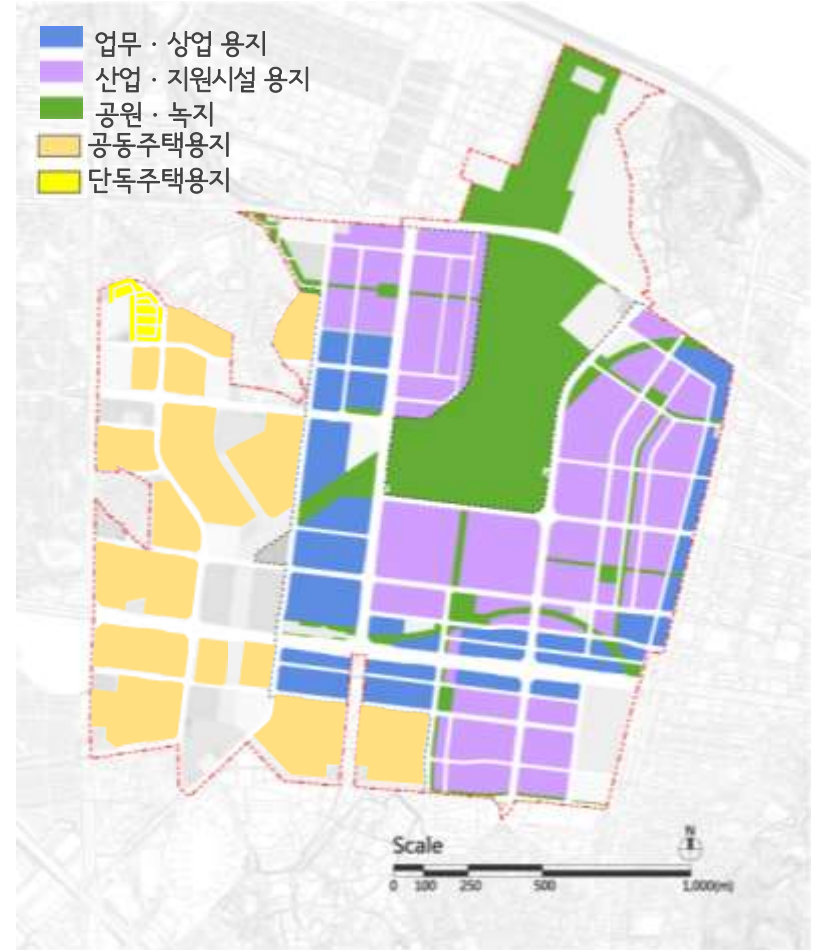 업무 · 상업 용지
산업 · 지원시설 용지
공원 · 녹지
공동주택용지
단독주택용지
N
Scale
0 100 250 500 1,000(m)